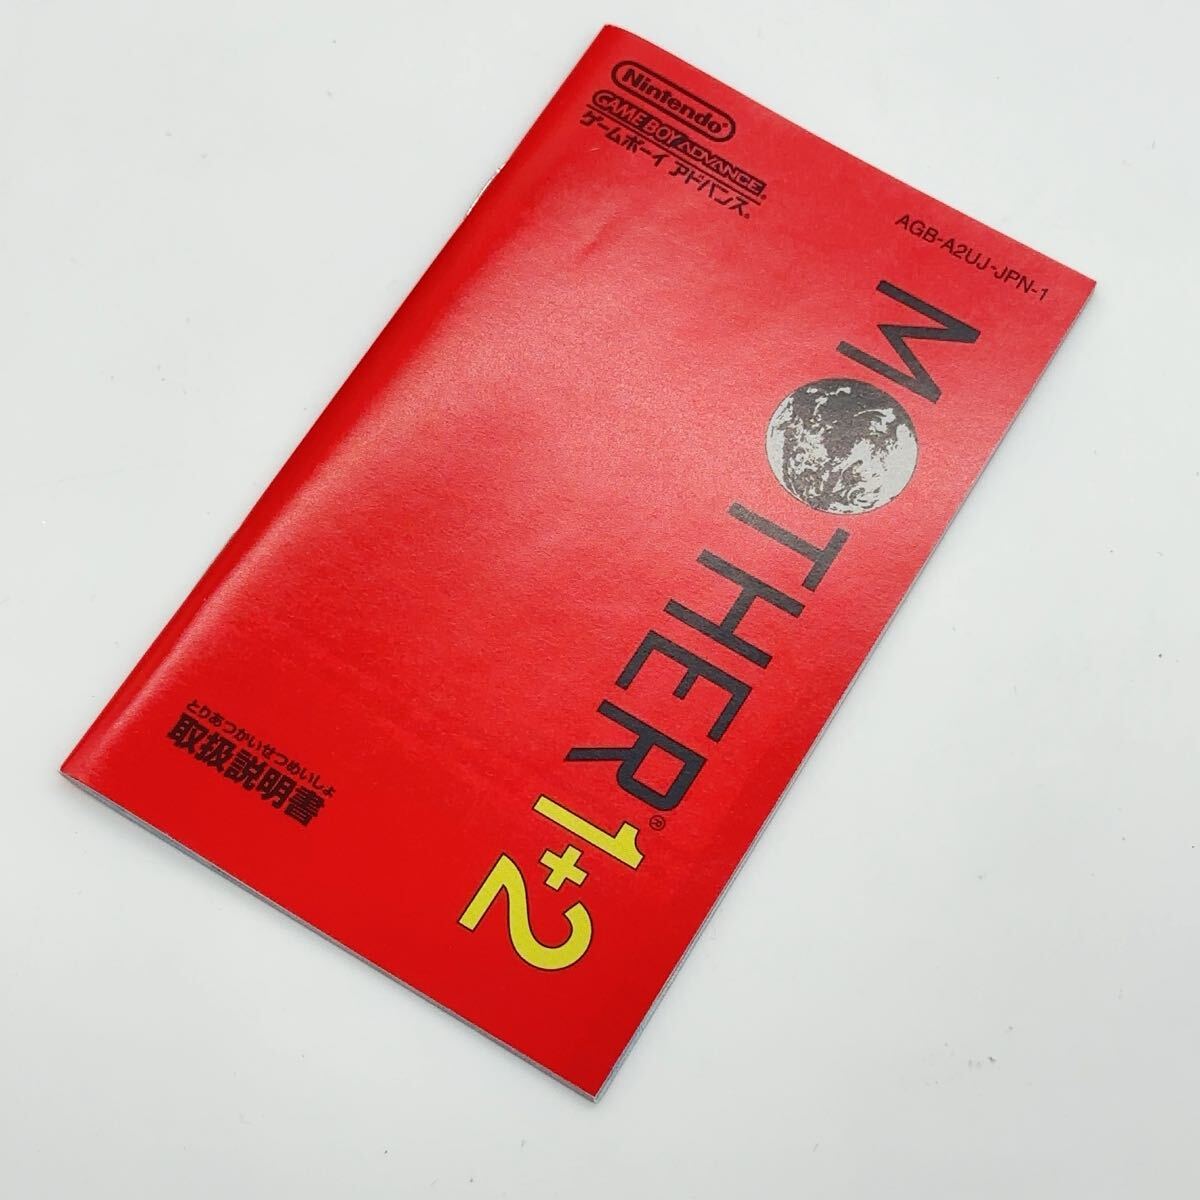 Nintendo®
GAME BOY ADVANCE®
ゲームボーイ アドバンス®
AGB-A2UJ-JPN-1
MOTHER®1+2
とりあつかいせつめいしょ
取扱説明書